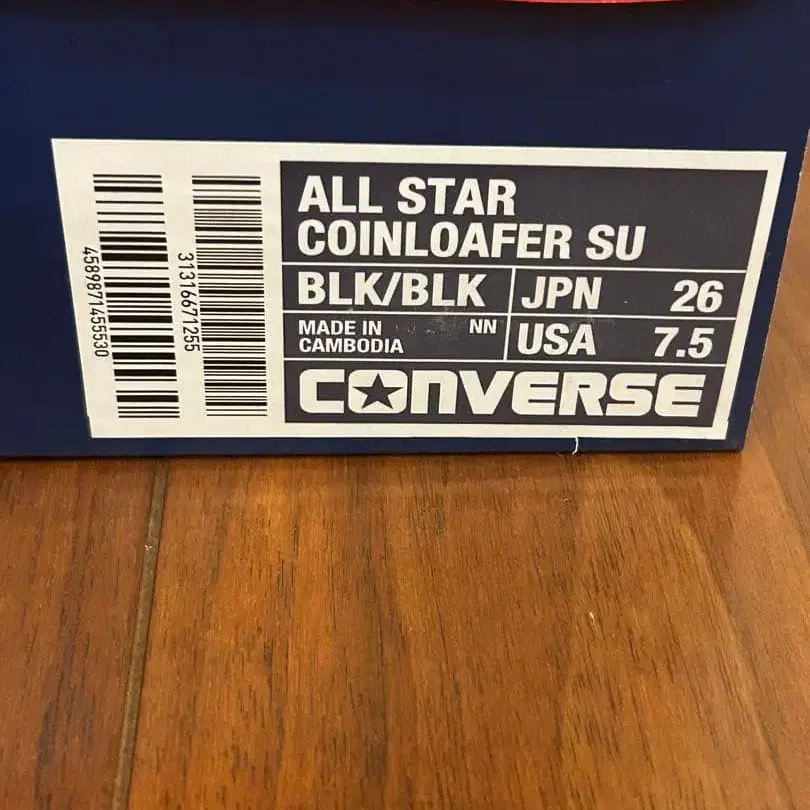 4589871455530
31316671255
ALL STAR
COINLOAFER SU
BLK/BLK
JPN 26
MADE IN
CAMBODIA
NN
USA 7.5
CONVERSE